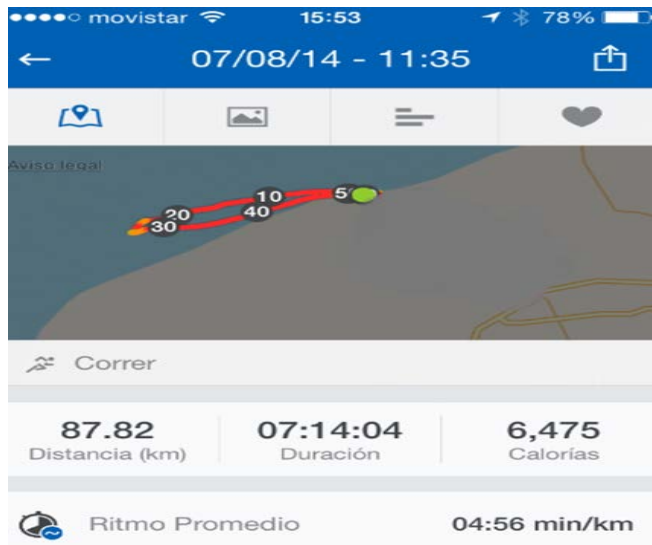 movistar 15:53 78%
07/08/14 - 11:35
Aviso legal
10 5
20 40
30
Correr
87.82 07:14:04 6,475
Distancia (km) Duración Calorías
Ritmo Promedio 04:56 min/km